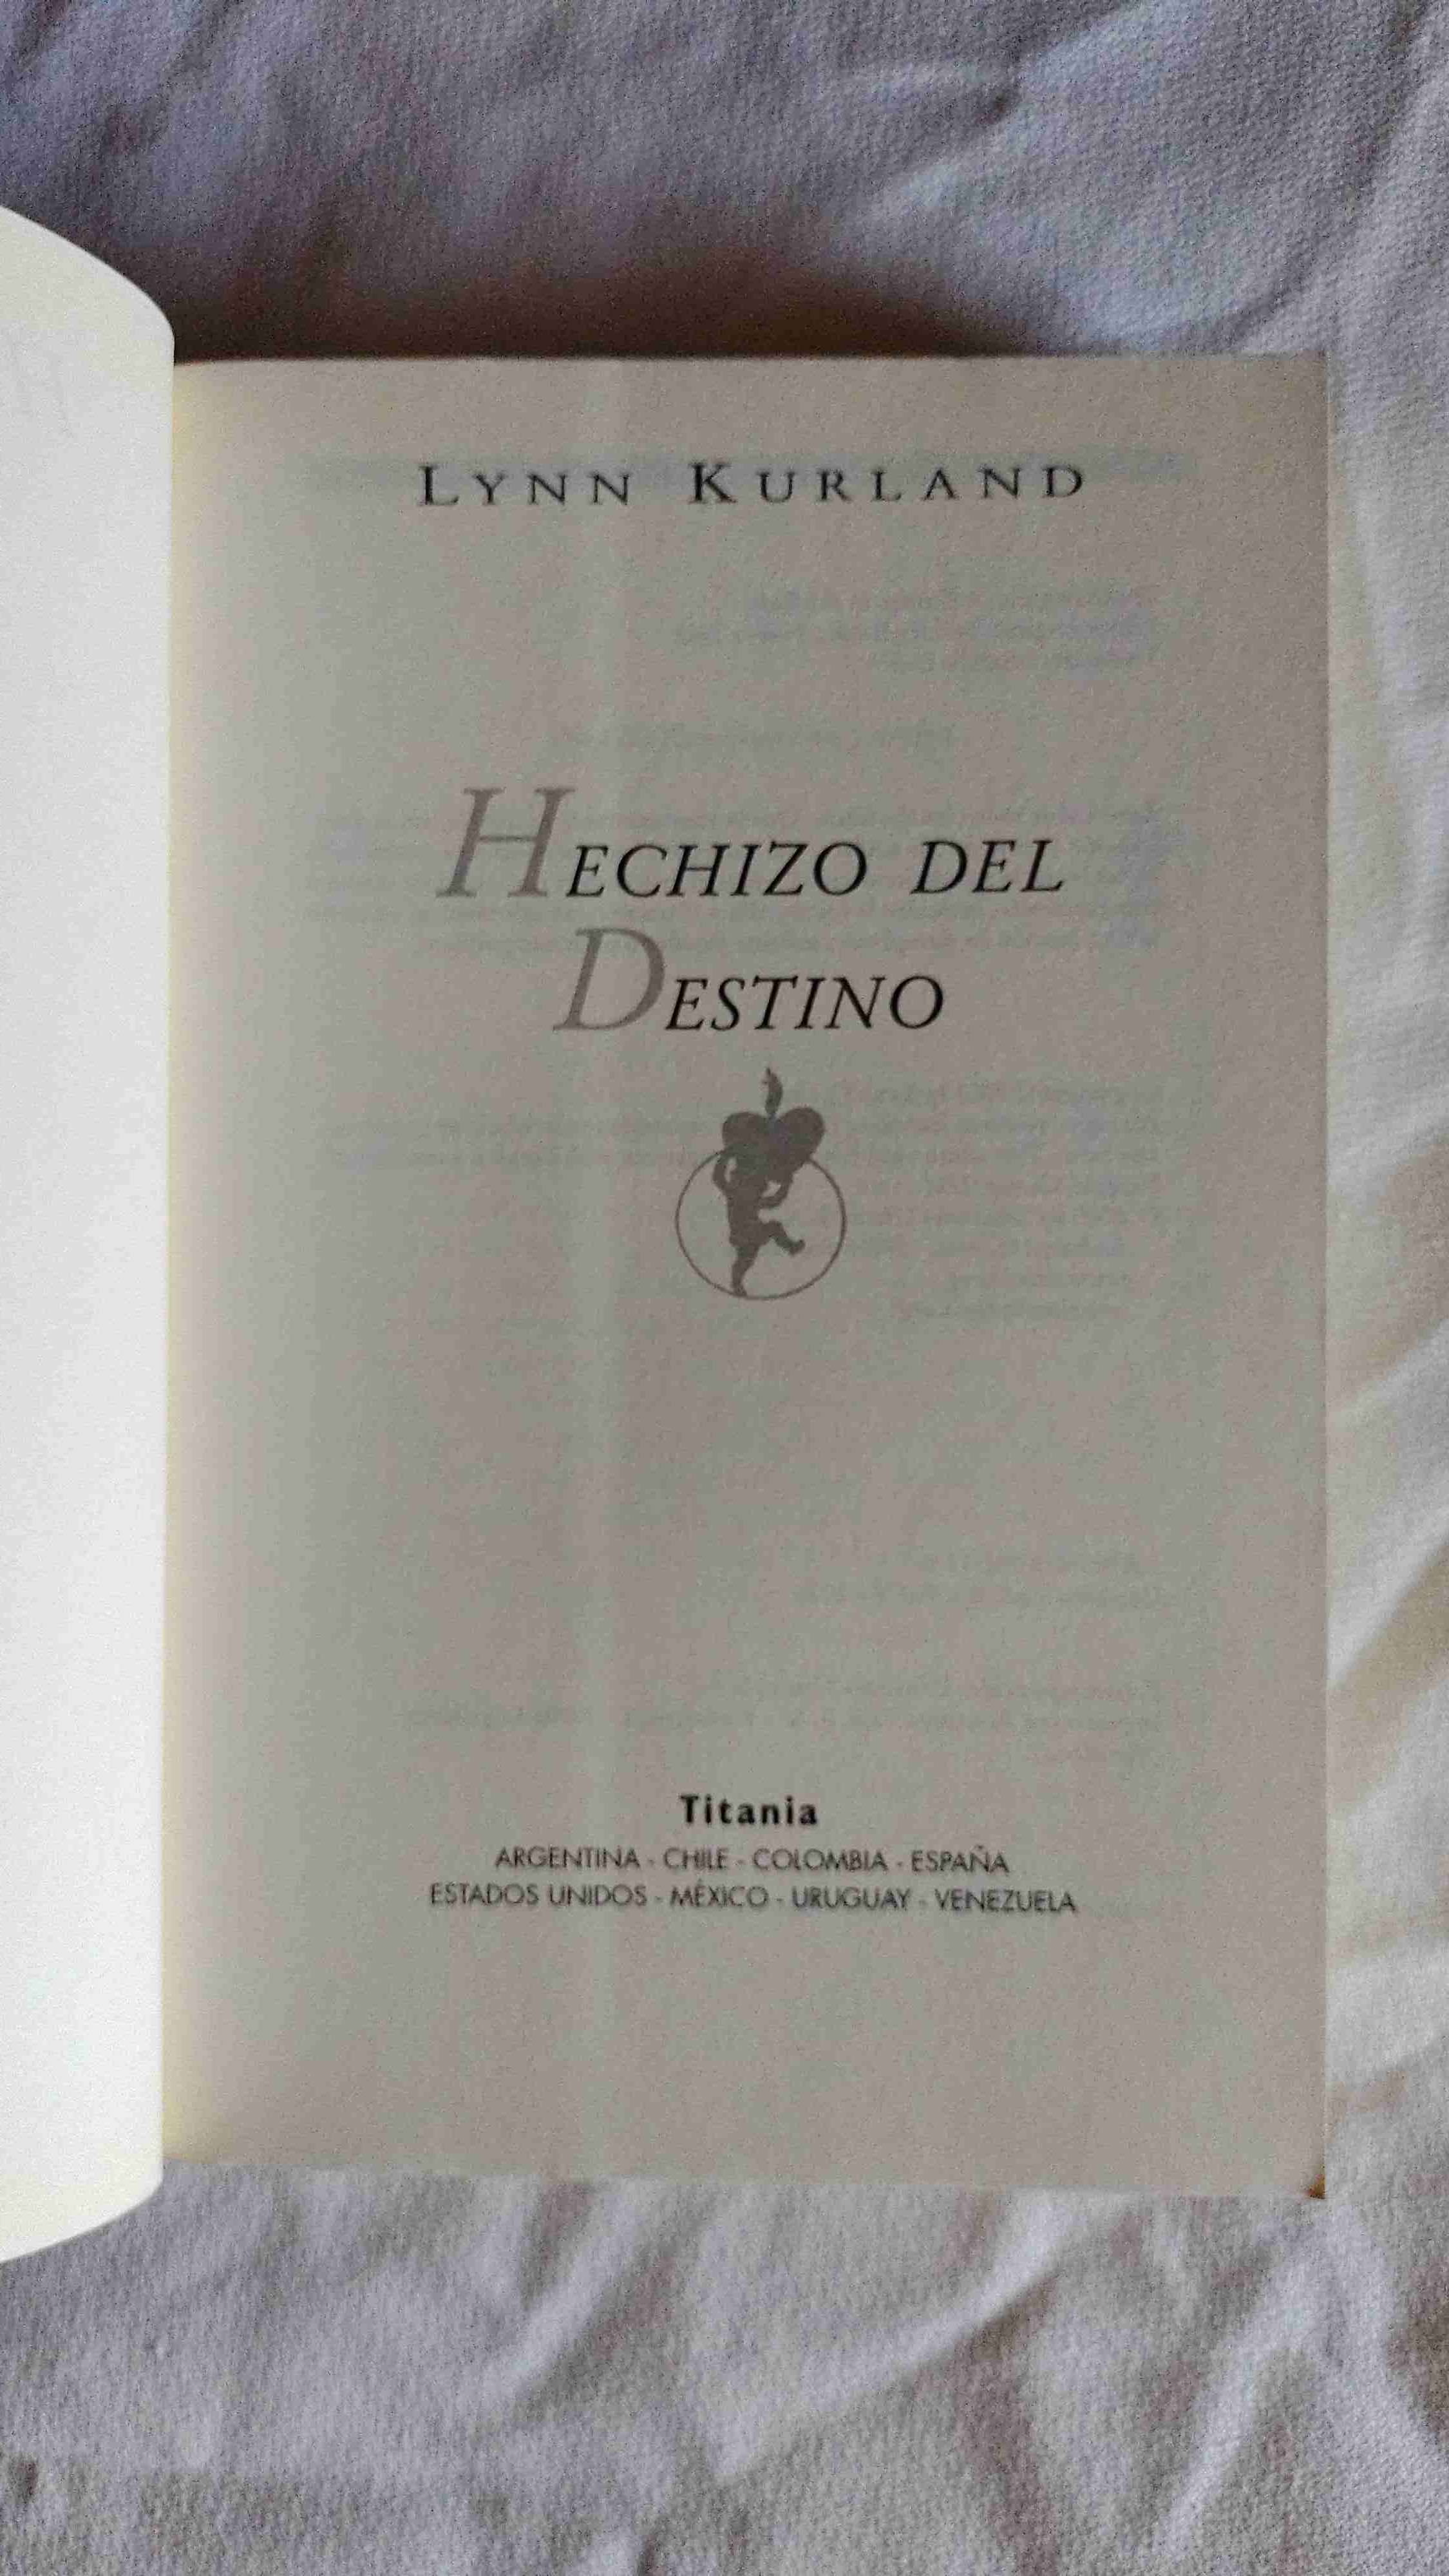 LYNN KURLAND
HECHIZO DEL
DESTINO
Titania
ARGENTINA - CHILE - COLOMBIA - ESPAÑA
ESTADOS UNIDOS - MÉXICO - URUGUAY - VENEZUELA